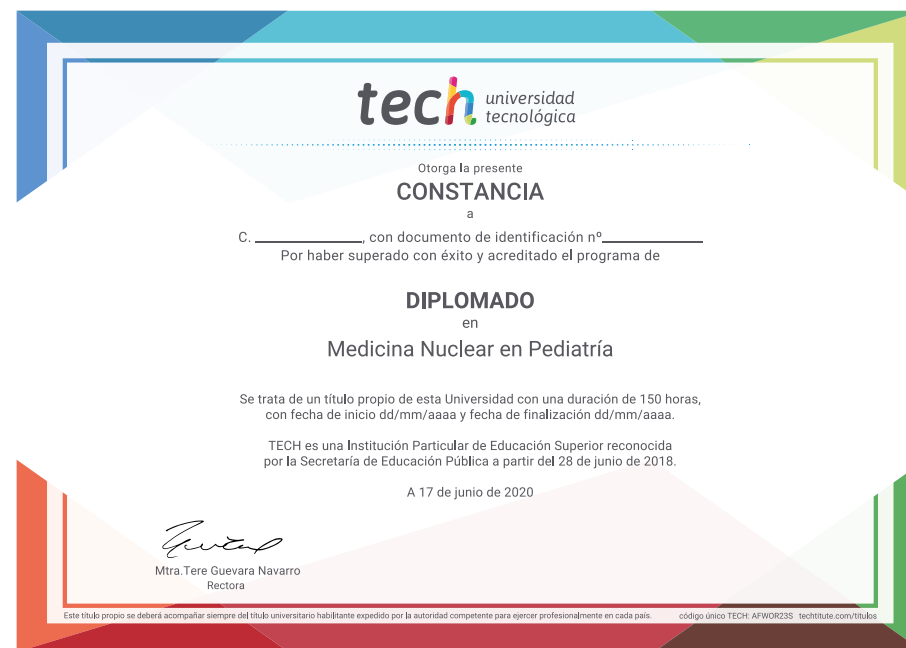 tech universidad
tecnológica
Otorga la presente
CONSTANCIA
a
C. ______________, con documento de identificación nº_____________
Por haber superado con éxito y acreditado el programa de
DIPLOMADO
en
Medicina Nuclear en Pediatría
Se trata de un título propio de esta Universidad con una duración de 150 horas,
con fecha de inicio dd/mm/aaaa y fecha de finalización dd/mm/aaaa.
TECH es una Institución Particular de Educación Superior reconocida
por la Secretaría de Educación Pública a partir del 28 de junio de 2018.
A 17 de junio de 2020
Mtra.Tere Guevara Navarro
Rectora
Este título propio se deberá acompañar siempre del título universitario habilitante expedido por la autoridad competente para ejercer profesionalmente en cada país. código único TECH: AFWOR23S techtitute.com/títulos